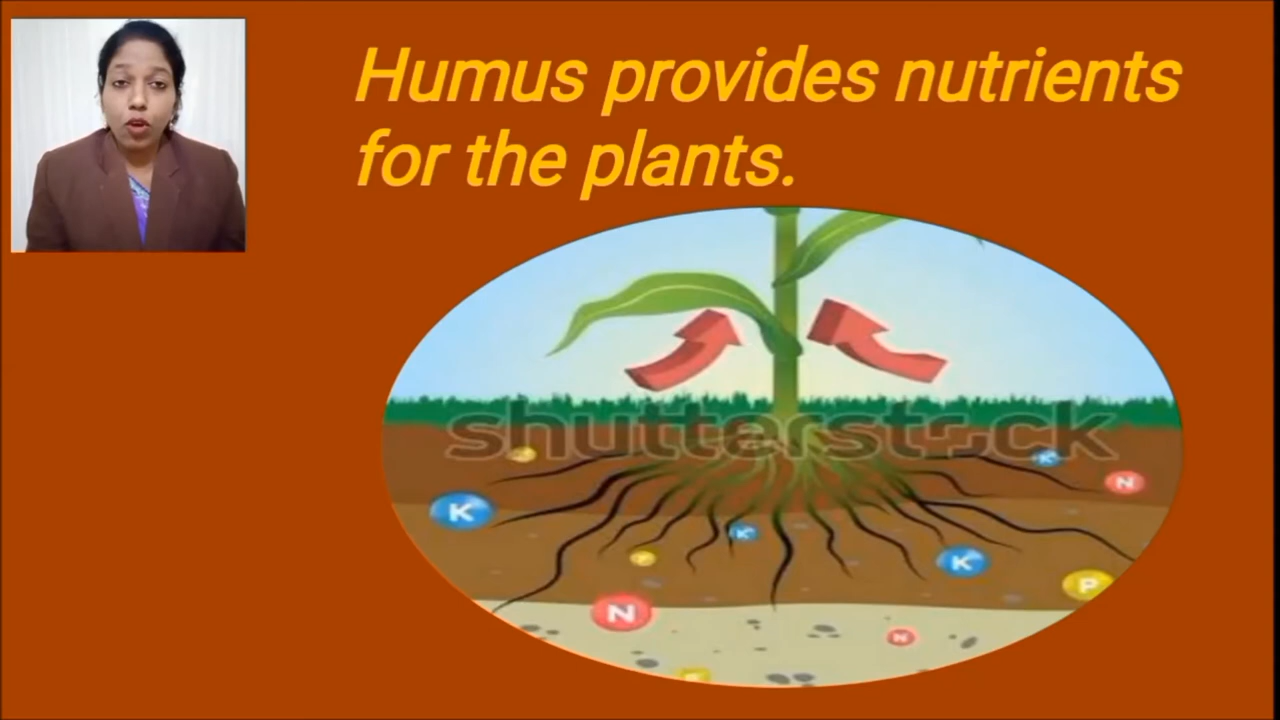 Humus provides nutrients
for the plants.
shutterstock
K
N
K
K
P
N
N